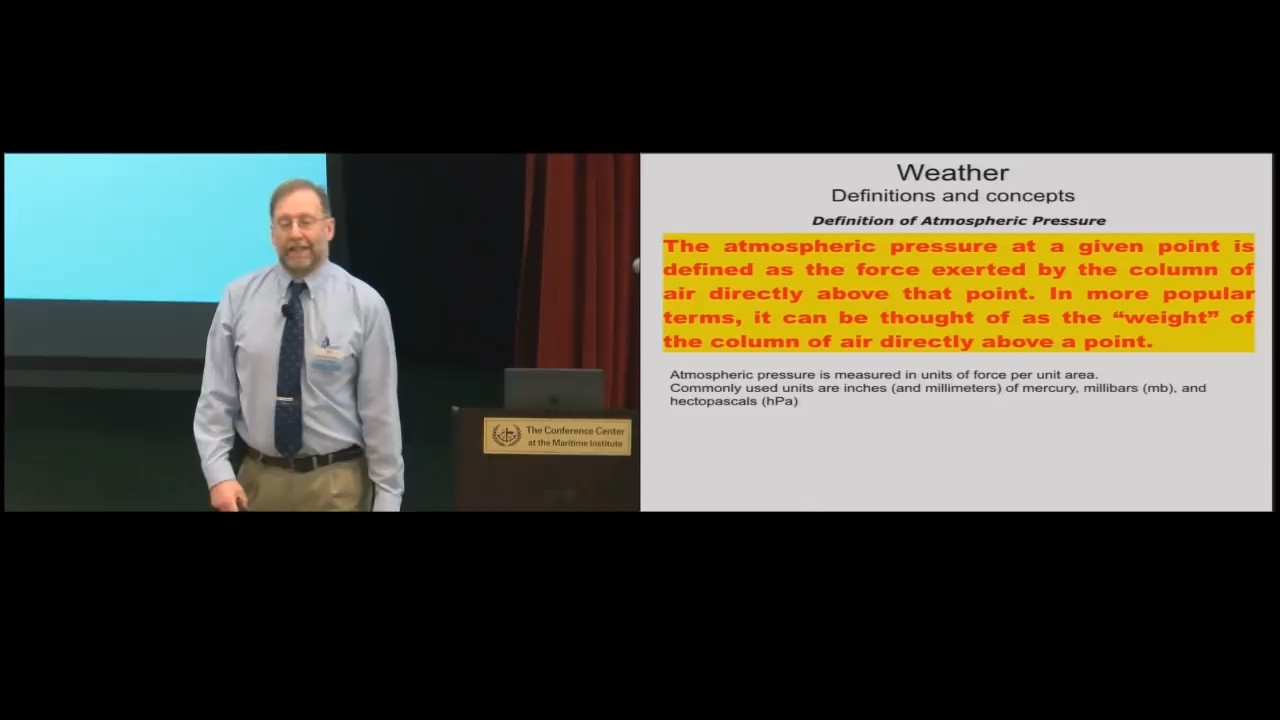 Weather
Definitions and concepts
Definition of Atmospheric Pressure
The atmospheric pressure at a given point is
defined as the force exerted by the column of
air directly above that point. In more popular
terms, it can be thought of as the “weight” of
the column of air directly above a point.
Atmospheric pressure is measured in units of force per unit area.
Commonly used units are inches (and millimeters) of mercury, millibars (mb), and
hectopascals (hPa)
The Conference Center
at the Maritime Institute